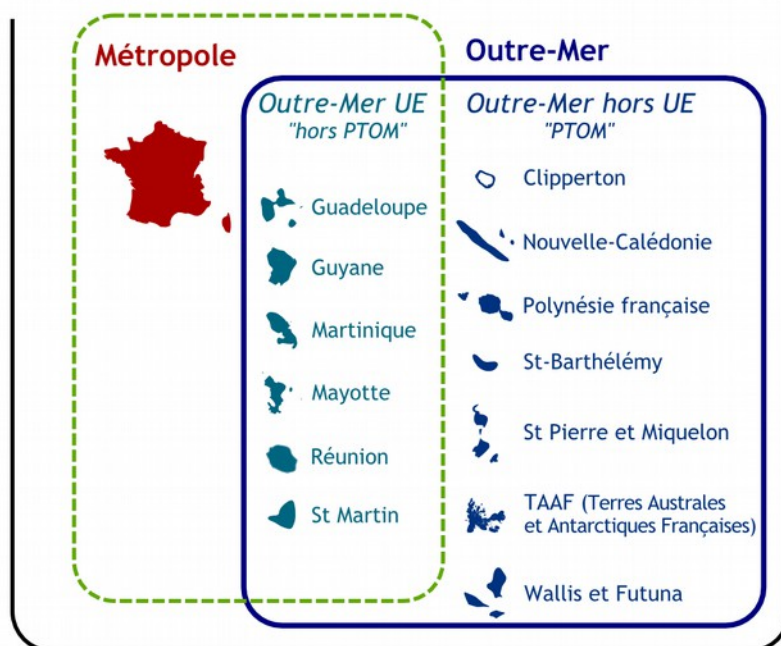 Métropole
Outre-Mer
Outre-Mer UE
"hors PTOM"
Guadeloupe
Guyane
Martinique
Mayotte
Réunion
St Martin
Outre-Mer hors UE
"PTOM"
Clipperton
Nouvelle-Calédonie
Polynésie française
St-Barthélémy
St Pierre et Miquelon
TAAF (Terres Australes
et Antarctiques Françaises)
Wallis et Futuna